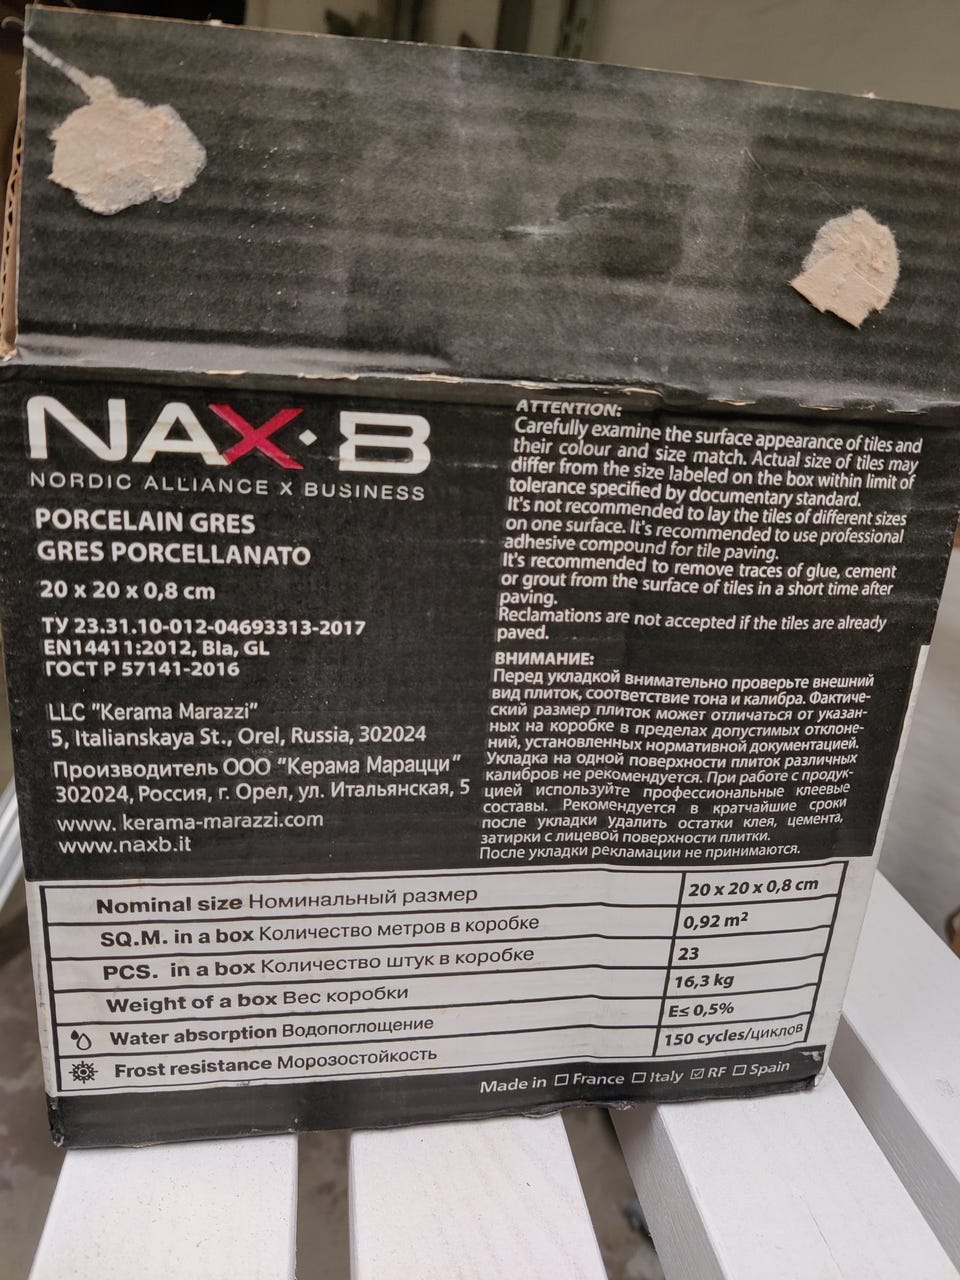 NAX·B
NORDIC ALLIANCE X BUSINESS
PORCELAIN GRES
GRES PORCELLANATO
20 x 20 x 0,8 cm
ТУ 23.31.10-012-04693313-2017
EN14411:2012, BIa, GL
ГОСТ Р 57141-2016
LLC "Kerama Marazzi"
5, Italianskaya St., Orel, Russia, 302024
Производитель ООО "Керама Марацци"
302024, Россия, г. Орел, ул. Итальянская, 5
www. kerama-marazzi.com
www.naxb.it
ATTENTION:
Carefully examine the surface appearance of tiles and
their colour and size match. Actual size of tiles may
differ from the size labeled on the box within limit of
tolerance specified by documentary standard.
It's not recommended to lay the tiles of different sizes
on one surface. It's recommended to use professional
adhesive compound for tile paving.
It's recommended to remove traces of glue, cement
or grout from the surface of tiles in a short time after
paving.
Reclamations are not accepted if the tiles are already
paved.
ВНИМАНИЕ:
Перед укладкой внимательно проверьте внешний
вид плиток, соответствие тона и калибра. Фактиче-
ский размер плиток может отличаться от указан-
ных на коробке в пределах допустимых отклоне-
ний, установленных нормативной документацией.
Укладка на одной поверхности плиток различных
калибров не рекомендуется. При работе с продук-
цией используйте профессиональные клеевые
составы. Рекомендуется в кратчайшие сроки
после укладки удалить остатки клея, цемента,
затирки с лицевой поверхности плитки.
После укладки рекламации не принимаются.
Nominal size Номинальный размер 20 x 20 x 0,8 cm
SQ.M. in a box Количество метров в коробке 0,92 m²
PCS. in a box Количество штук в коробке 23
Weight of a box Вес коробки 16,3 kg
Water absorption Водопоглощение E≤ 0,5%
Frost resistance Морозостойкость 150 cycles/циклов
Made in ☐ France ☐ Italy ☑ RF ☐ Spain